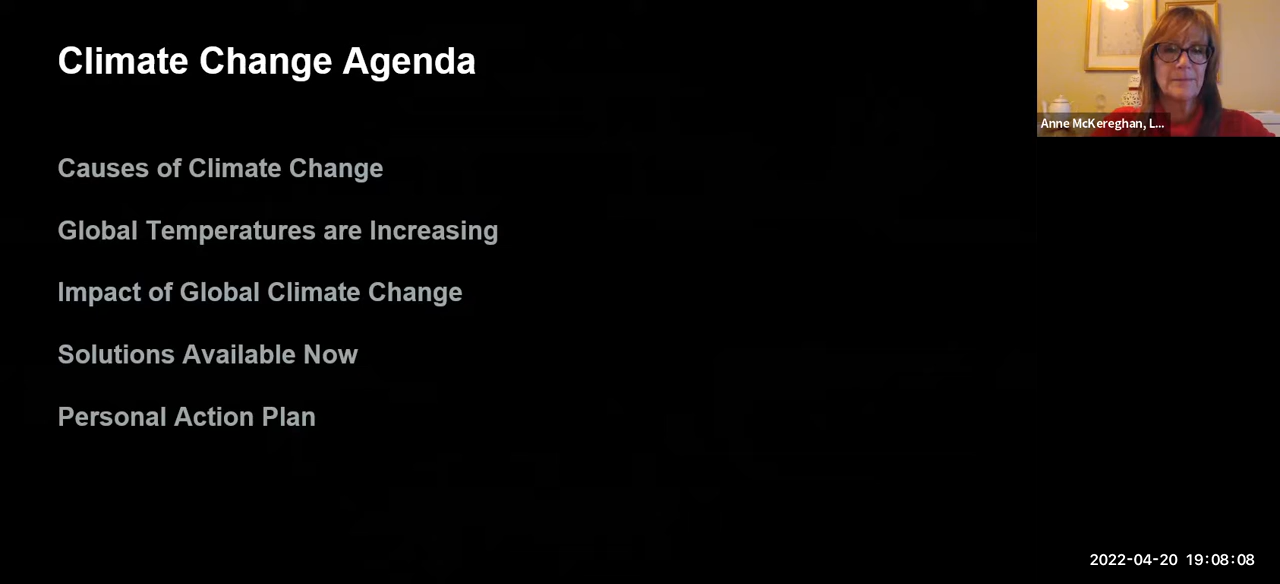 Climate Change Agenda
Anne McKereghan, L...
Causes of Climate Change
Global Temperatures are Increasing
Impact of Global Climate Change
Solutions Available Now
Personal Action Plan
2022-04-20 19:08:08